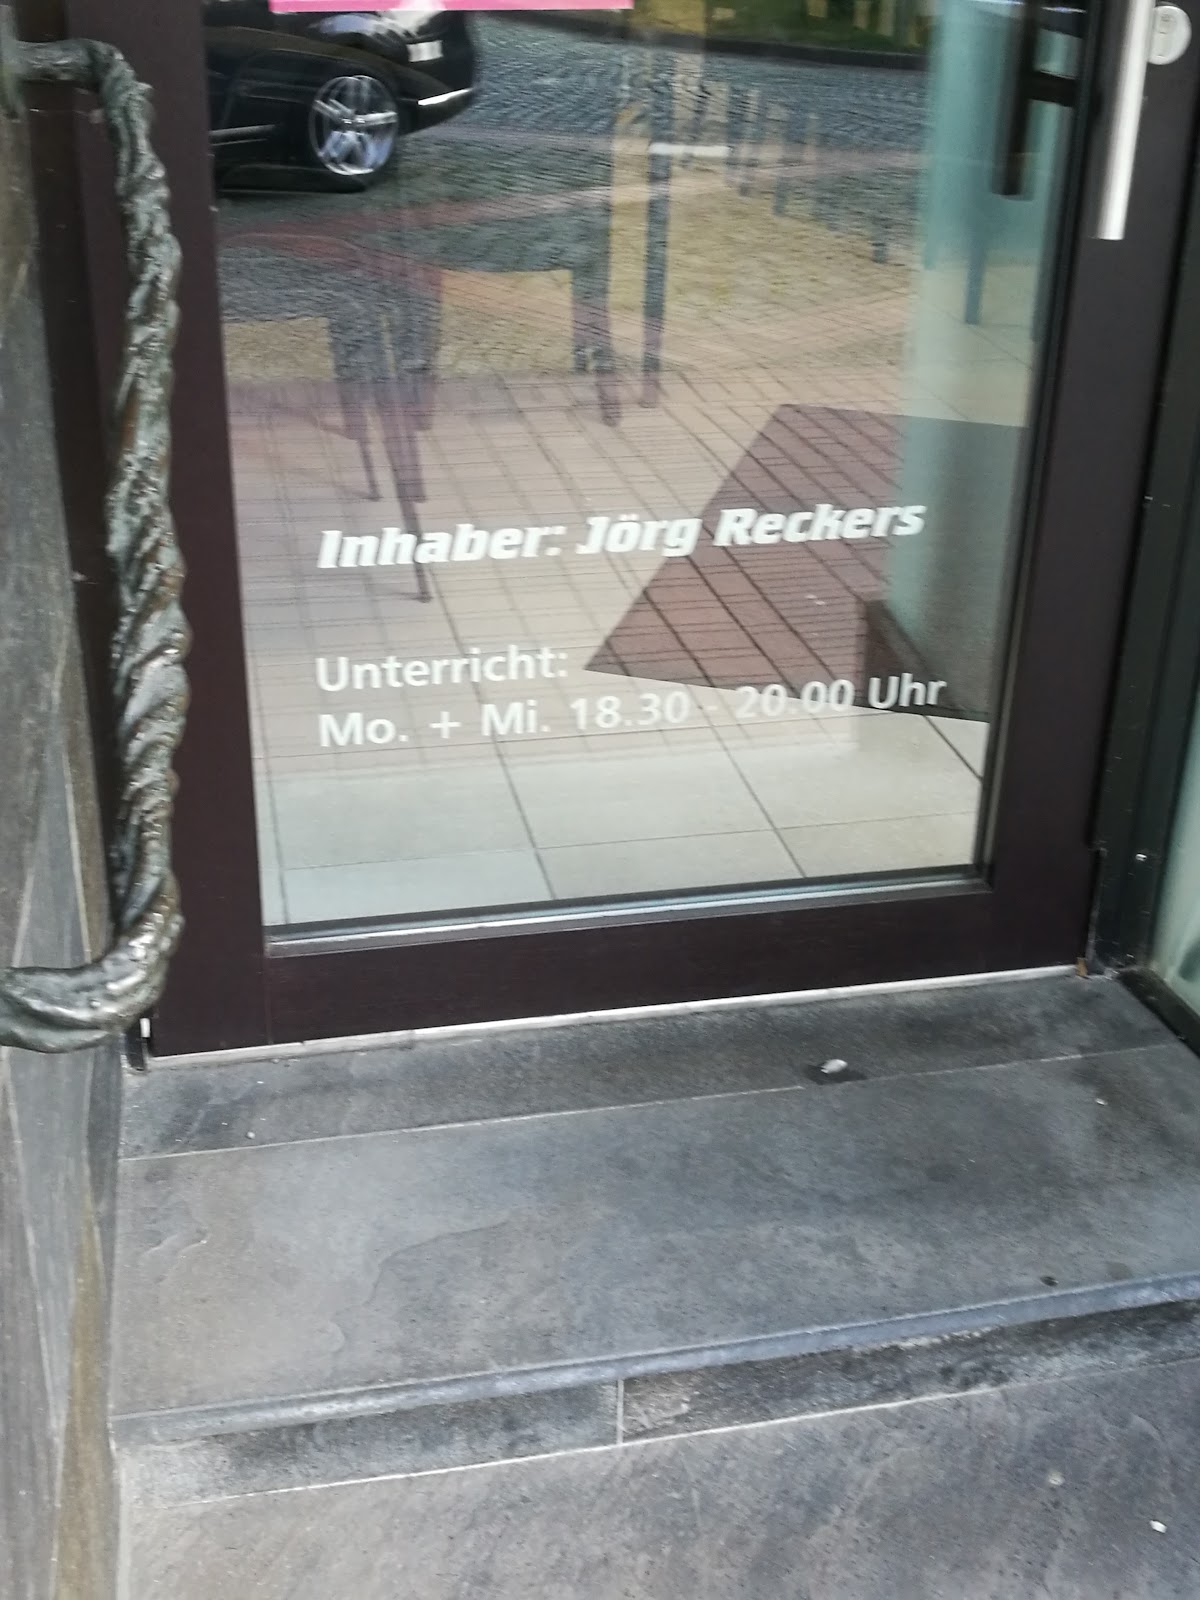 Inhaber: Jörg Reckers
Unterricht:
Mo. + Mi. 18.30 - 20.00 Uhr